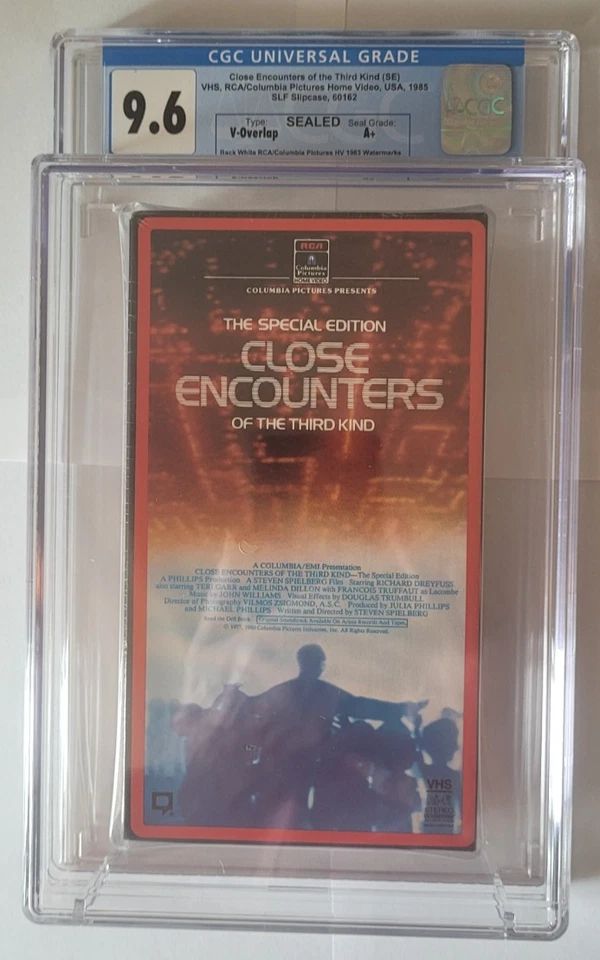 CGC UNIVERSAL GRADE
9.6
Close Encounters of the Third Kind (SE)
VHS, RCA/Columbia Pictures Home Video, USA, 1985
SLF Slipcase, 60162
CGC
Type: SEALED Seal Grade:
V-Overlap A+
Back White RCA/Columbia Pictures HV 1983 Watermarks
RCA
Columbia
Pictures
HOME VIDEO
COLUMBIA PICTURES PRESENTS
THE SPECIAL EDITION
CLOSE
ENCOUNTERS
OF THE THIRD KIND
A COLUMBIA/EMI Presentation
CLOSE ENCOUNTERS OF THE THIRD KIND—The Special Edition
A PHILLIPS Production A STEVEN SPIELBERG Film Starring RICHARD DREYFUSS
also starring TERI GARR and MELINDA DILLON with FRANCOIS TRUFFAUT as Lacombe
Music by JOHN WILLIAMS Visual Effects by DOUGLAS TRUMBULL
Director of Photography VILMOS ZSIGMOND, A.S.C. Produced by JULIA PHILLIPS
and MICHAEL PHILLIPS Written and Directed by STEVEN SPIELBERG
Read the Dell Book Original Soundtrack Available On Arista Records And Tapes
© 1977, 1980 Columbia Pictures Industries, Inc. All Rights Reserved.
VHS
STEREO